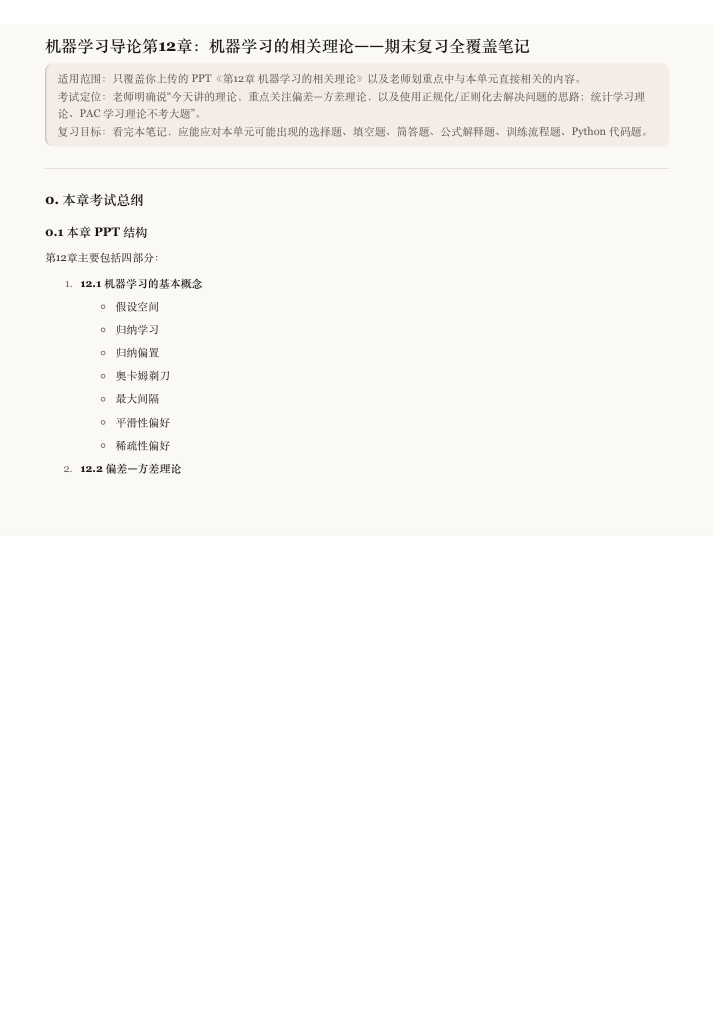 机器学习导论第12章：机器学习的相关理论——期末复习全覆盖笔记
适用范围：只覆盖你上传的 PPT《第12章 机器学习的相关理论》以及老师划重点中与本单元直接相关的内容。
考试定位：老师明确说“今天讲的理论，重点关注偏差—方差理论，以及使用正规化/正则化去解决问题的思路；统计学习理
论、PAC 学习理论不考大题”。
复习目标：看完本笔记，应能应对本单元可能出现的选择题、填空题、简答题、公式解释题、训练流程题、Python 代码题。
0. 本章考试总纲
0.1 本章 PPT 结构
第12章主要包括四部分：
1. 12.1 机器学习的基本概念
○ 假设空间
○ 归纳学习
○ 归纳偏置
○ 奥卡姆剃刀
○ 最大间隔
○ 平滑性偏好
○ 稀疏性偏好
2. 12.2 偏差—方差理论